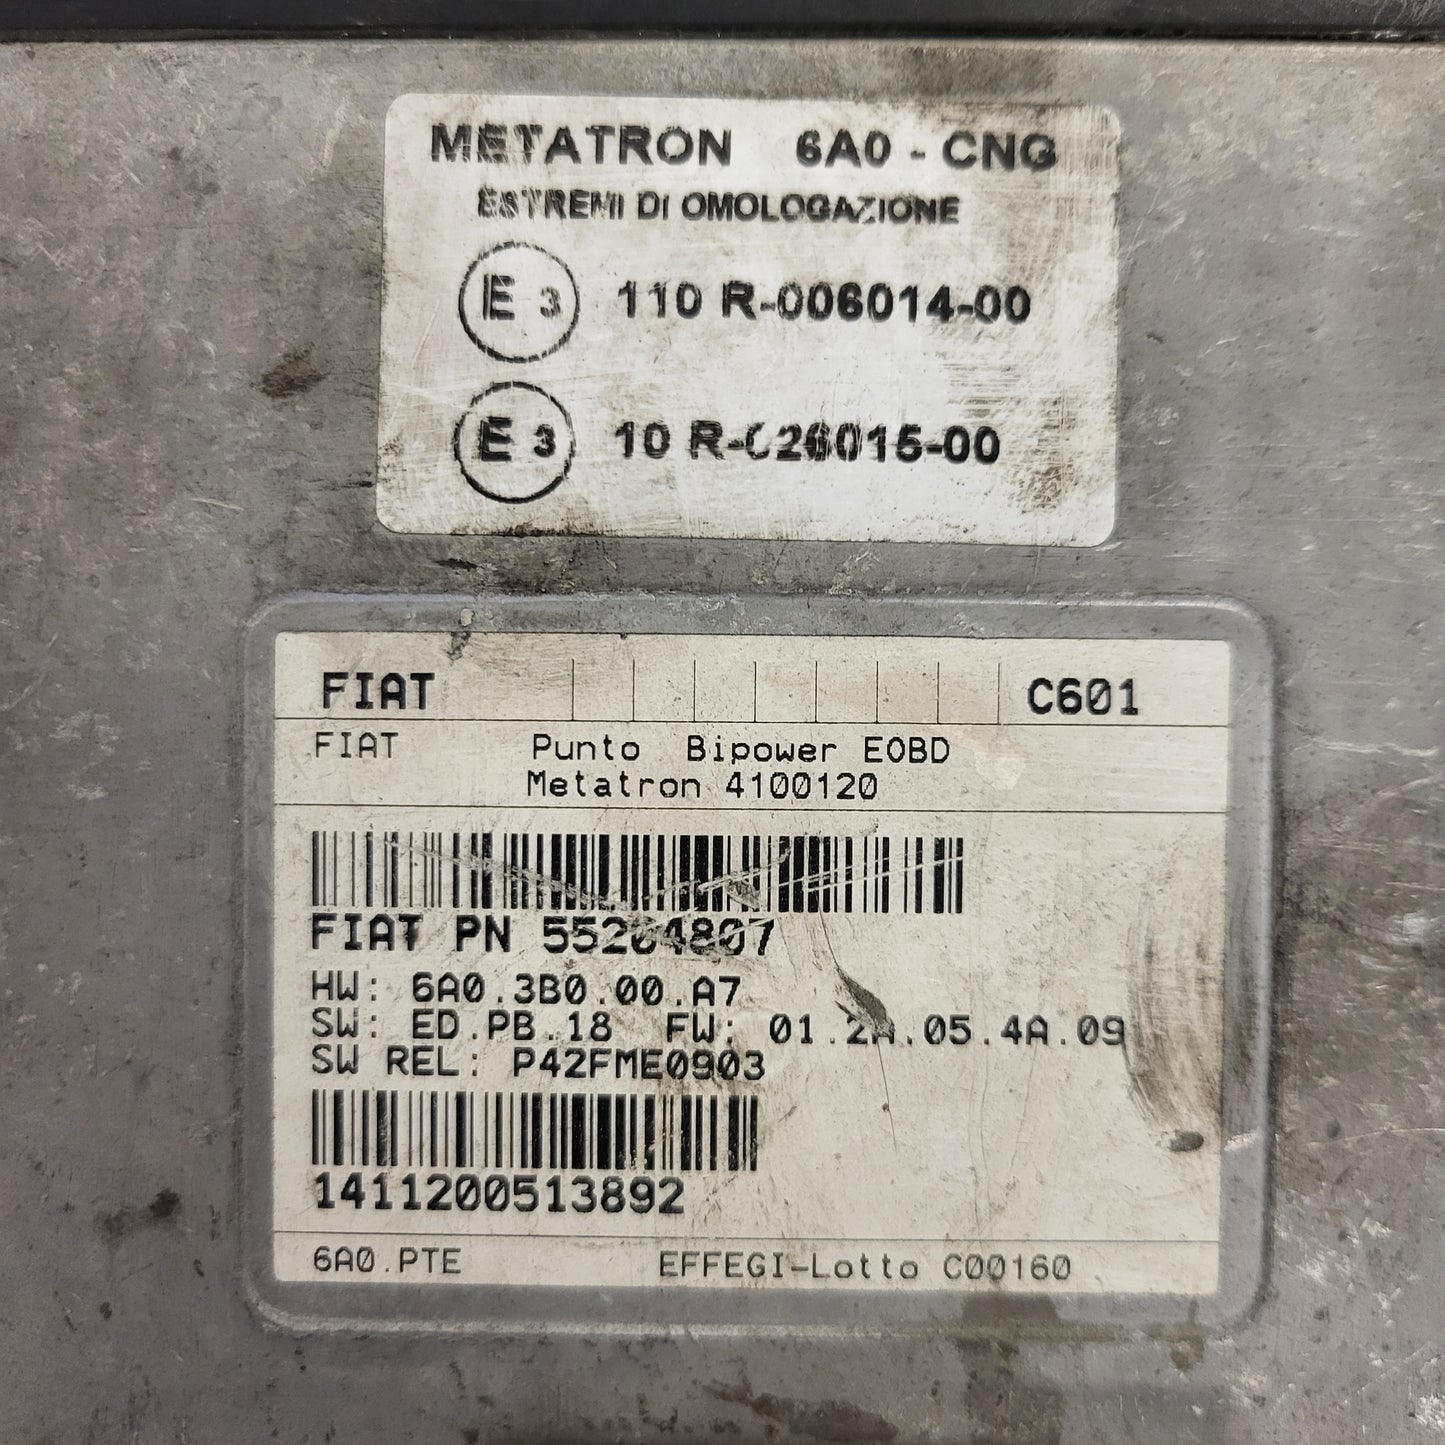 METATRON 6A0 - CNG
ESTREMI DI OMOLOGAZIONE
E 3 110 R-006014-00
E 3 10 R-026015-00
FIAT C601
FIAT Punto Bipower EOBD
Metatron 4100120
FIAT PN 55204807
HW: 6A0.3B0.00.A7
SW: ED.PB.18 FW: 01.2A.05.4A.09
SW REL: P42FME0903
1411200513892
6A0.PTE EFFEGI-Lotto C00160